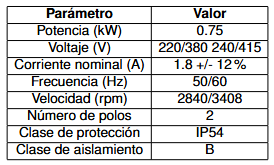 Parámetro Valor
Potencia (kW) 0.75
Voltaje (V) 220/380 240/415
Corriente nominal (A) 1.8 +/- 12 %
Frecuencia (Hz) 50/60
Velocidad (rpm) 2840/3408
Número de polos 2
Clase de protección IP54
Clase de aislamiento B